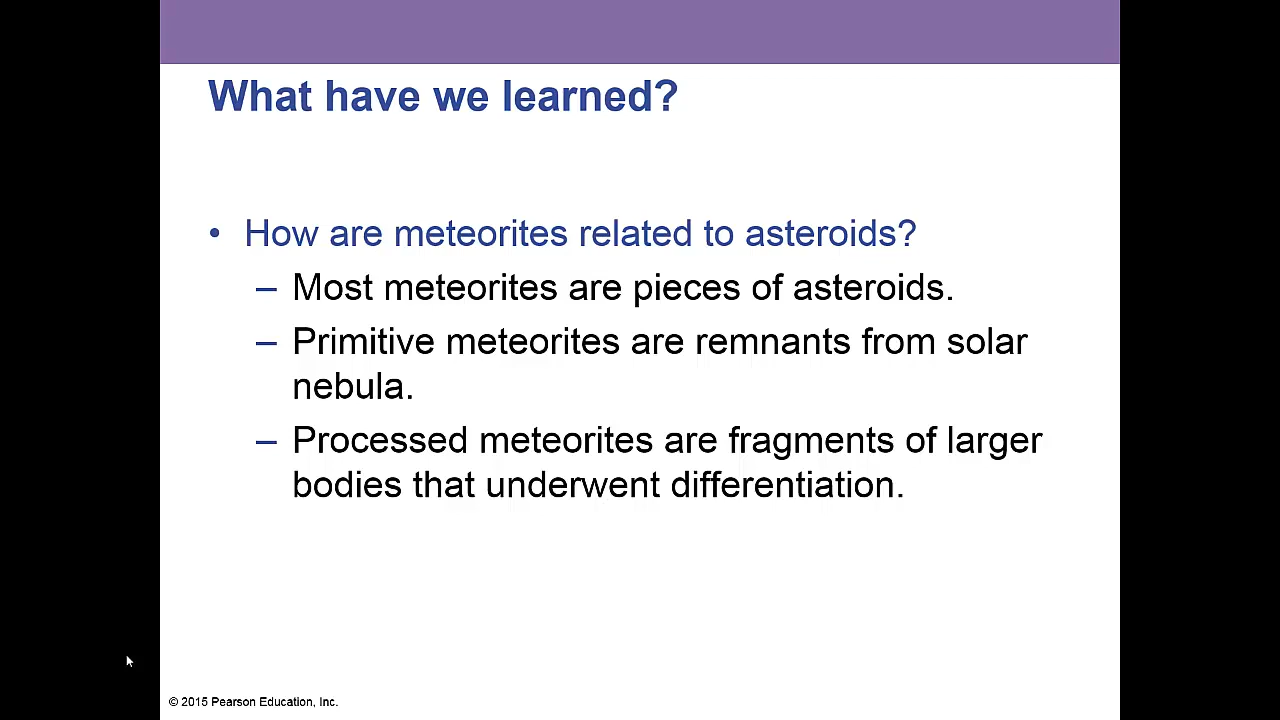 What have we learned?
• How are meteorites related to asteroids?
– Most meteorites are pieces of asteroids.
– Primitive meteorites are remnants from solar
nebula.
– Processed meteorites are fragments of larger
bodies that underwent differentiation.
© 2015 Pearson Education, Inc.